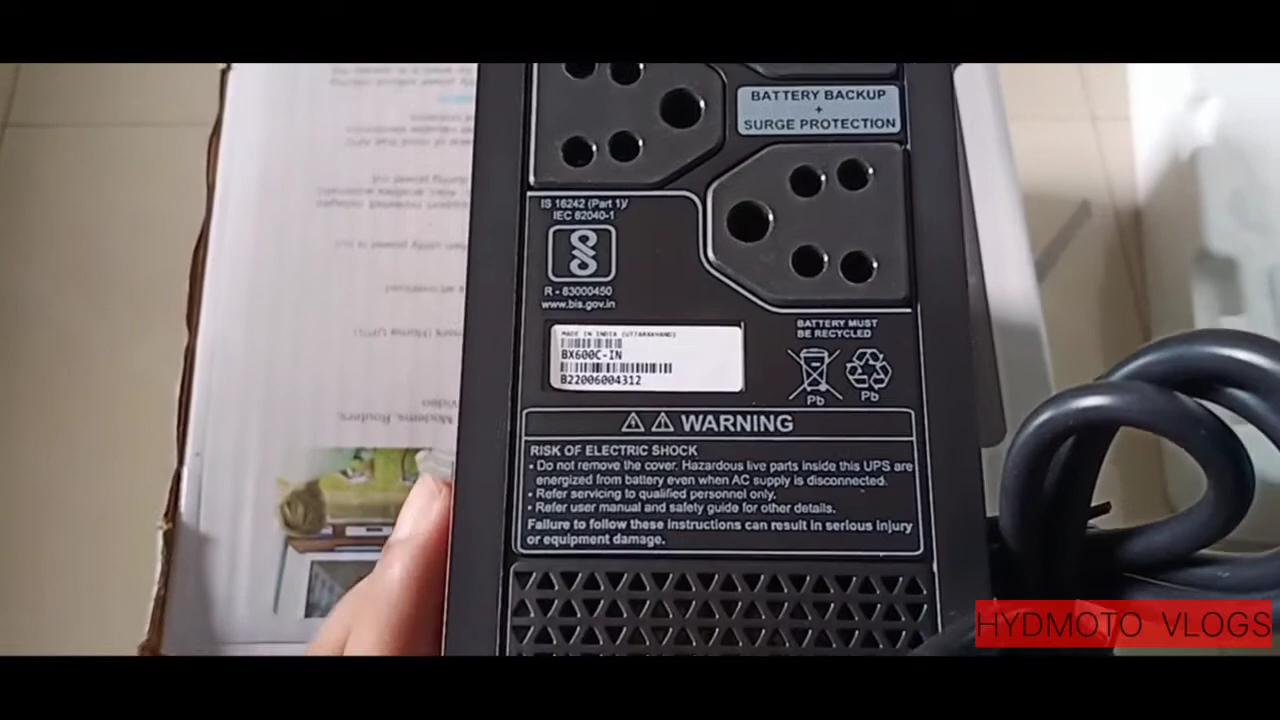 BATTERY BACKUP
+
SURGE PROTECTION
IS 16242 (Part 1)/
IEC 62040-1
R - 83000450
www.bis.gov.in
MADE IN INDIA (UTTARAKHAND)
BX600C-IN
B22006004312
BATTERY MUST
BE RECYCLED
Pb
Pb
WARNING
RISK OF ELECTRIC SHOCK
• Do not remove the cover. Hazardous live parts inside this UPS are
energized from battery even when AC supply is disconnected.
• Refer servicing to qualified personnel only.
• Refer user manual and safety guide for other details.
Failure to follow these instructions can result in serious injury
or equipment damage.
Modems, Routers,
HYDMOTO VLOGS